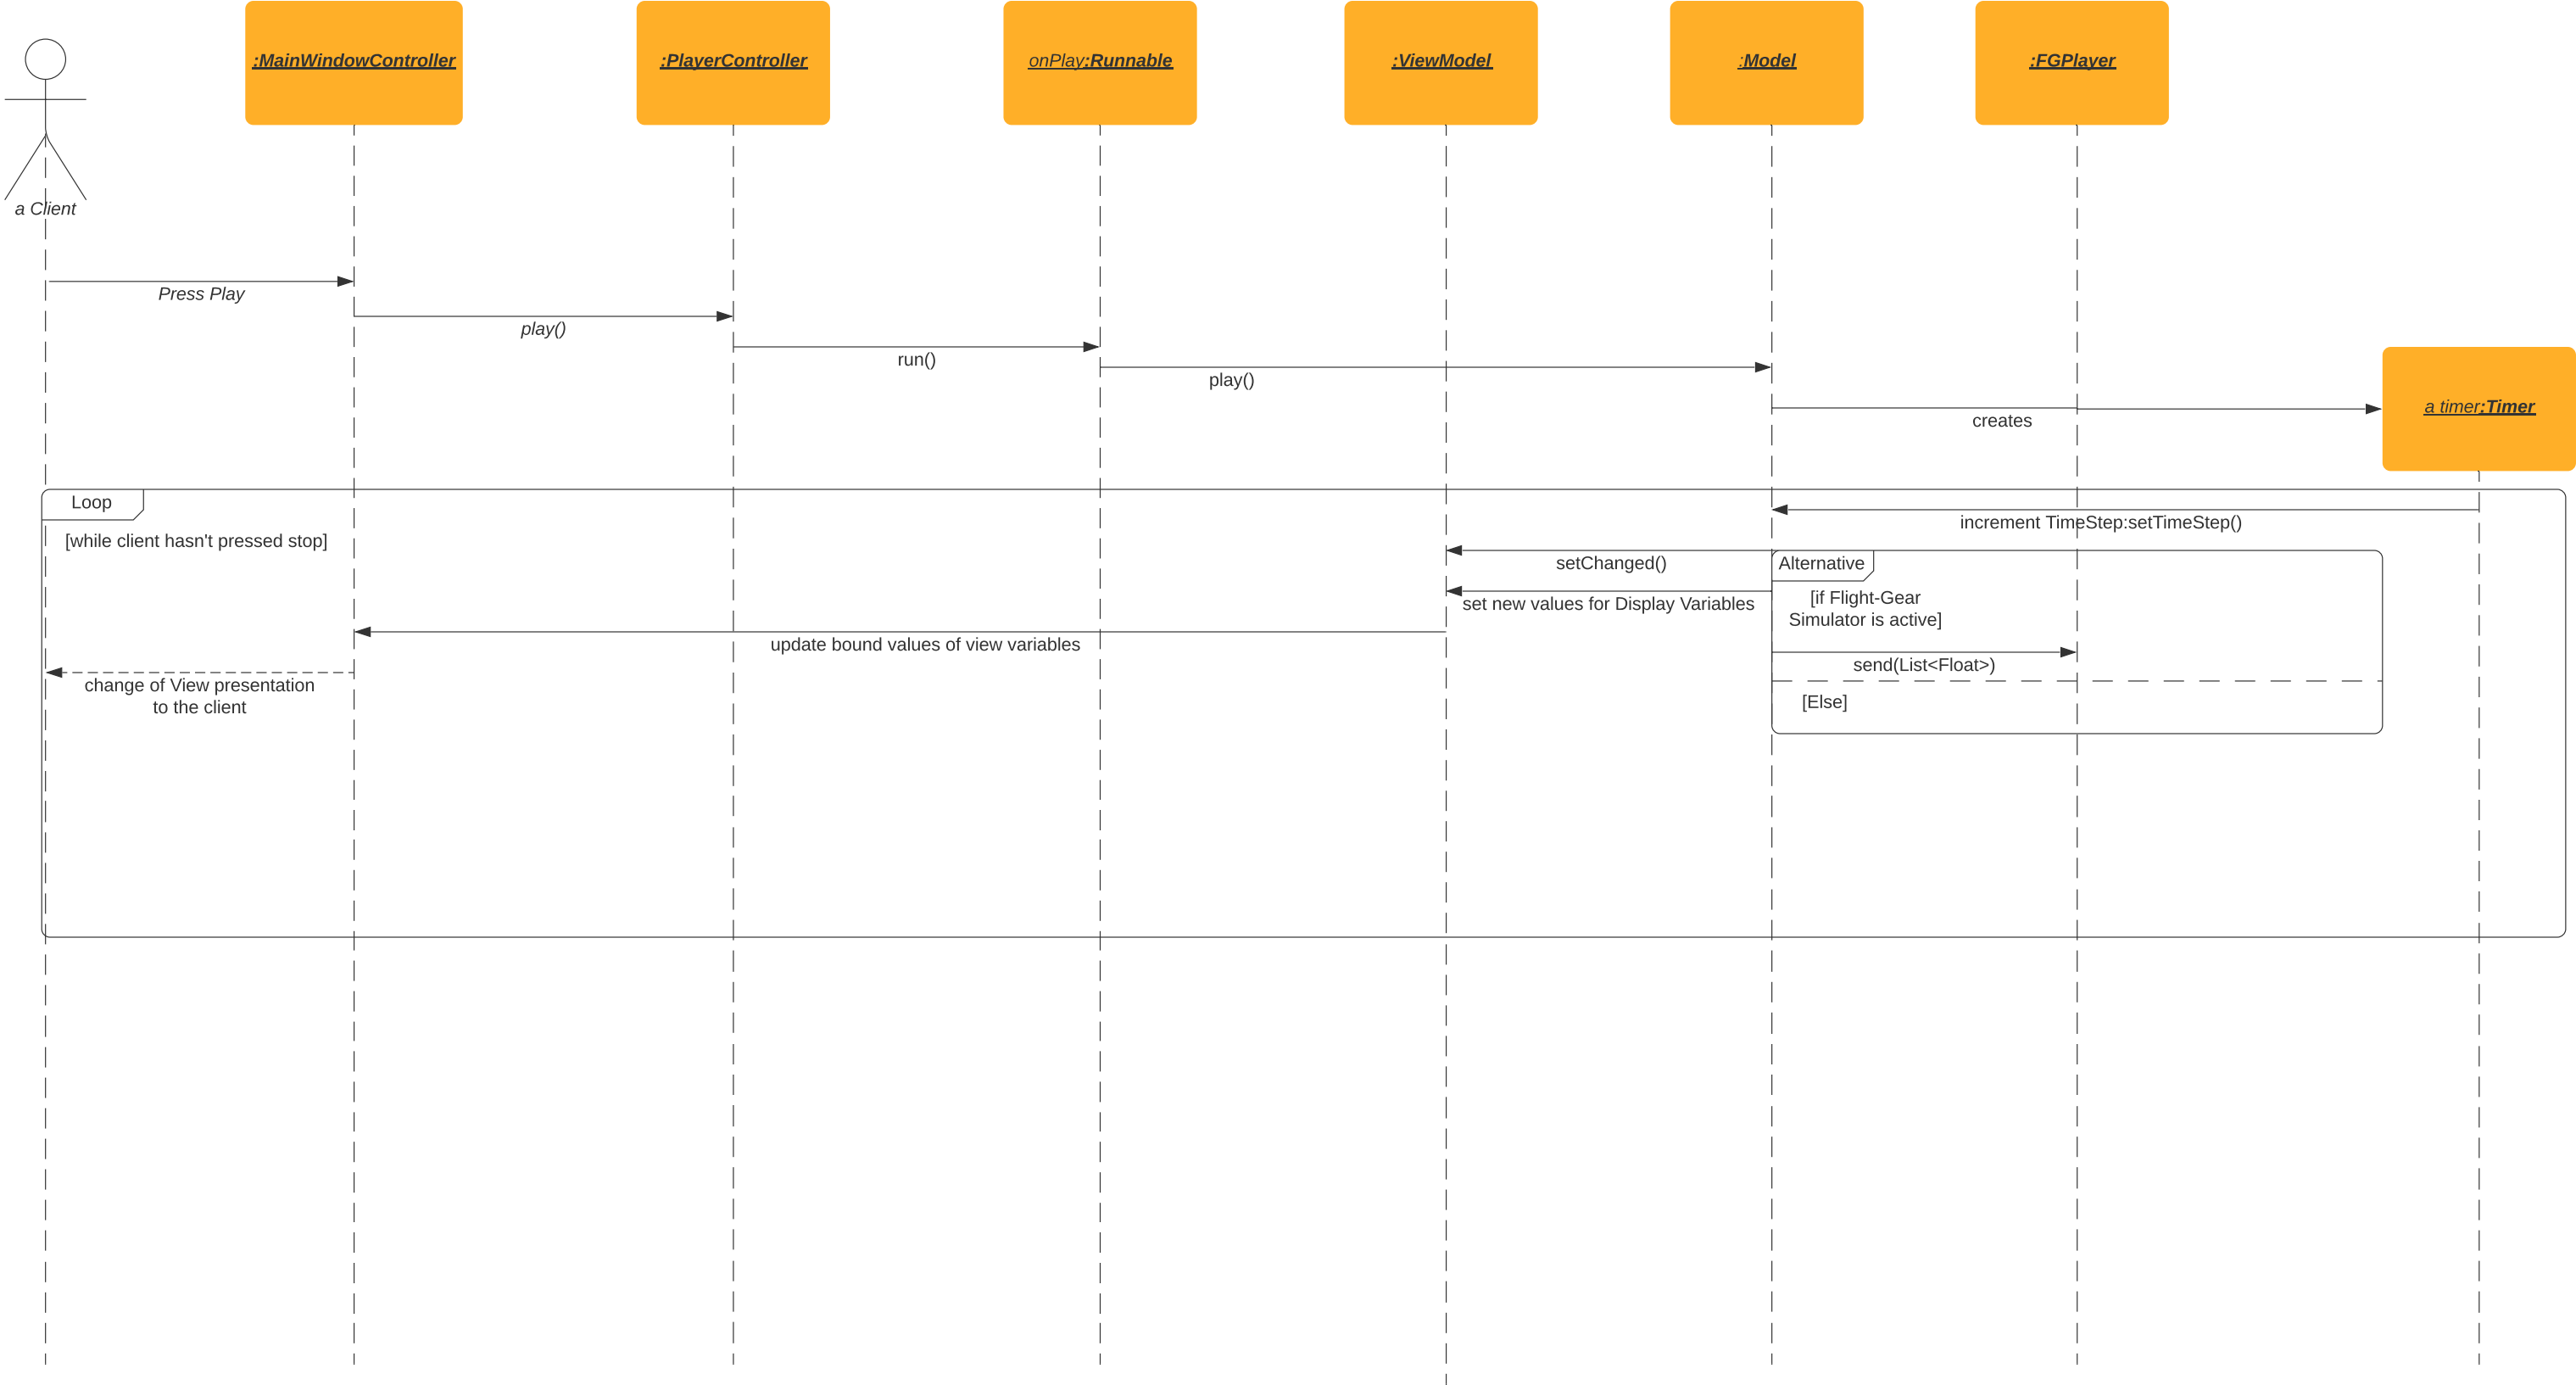 :MainWindowController
:PlayerController
onPlay:Runnable
:ViewModel
:Model
:FGPlayer
a Client
Press Play
play()
run()
play()
a timer:Timer
creates
Loop
increment TimeStep:setTimeStep()
[while client hasn't pressed stop]
setChanged()
Alternative
set new values for Display Variables
[if Flight-Gear
Simulator is active]
update bound values of view variables
send(List<Float>)
change of View presentation
to the client
[Else]